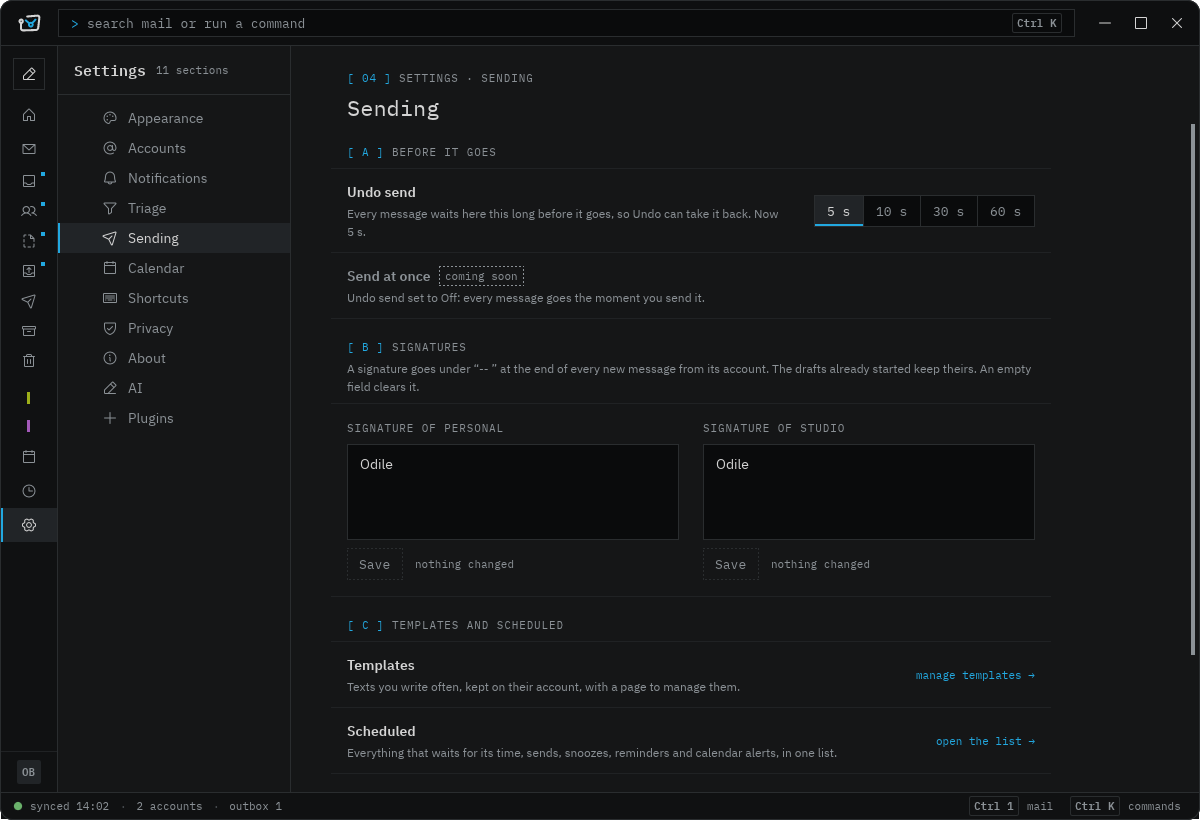 > search mail or run a command Ctrl K
Settings 11 sections
Appearance
Accounts
Notifications
Triage
Sending
Calendar
Shortcuts
Privacy
About
AI
Plugins
OB
[ 04 ] SETTINGS · SENDING
Sending
[ A ] BEFORE IT GOES
Undo send
Every message waits here this long before it goes, so Undo can take it back. Now
5 s.
5 s 10 s 30 s 60 s
Send at once coming soon
Undo send set to Off: every message goes the moment you send it.
[ B ] SIGNATURES
A signature goes under “-- ” at the end of every new message from its account. The drafts already started keep theirs. An empty
field clears it.
SIGNATURE OF PERSONAL
Odile
Save nothing changed
SIGNATURE OF STUDIO
Odile
Save nothing changed
[ C ] TEMPLATES AND SCHEDULED
Templates
Texts you write often, kept on their account, with a page to manage them.
manage templates →
Scheduled
Everything that waits for its time, sends, snoozes, reminders and calendar alerts, in one list.
open the list →
synced 14:02 · 2 accounts · outbox 1
Ctrl 1 mail Ctrl K commands